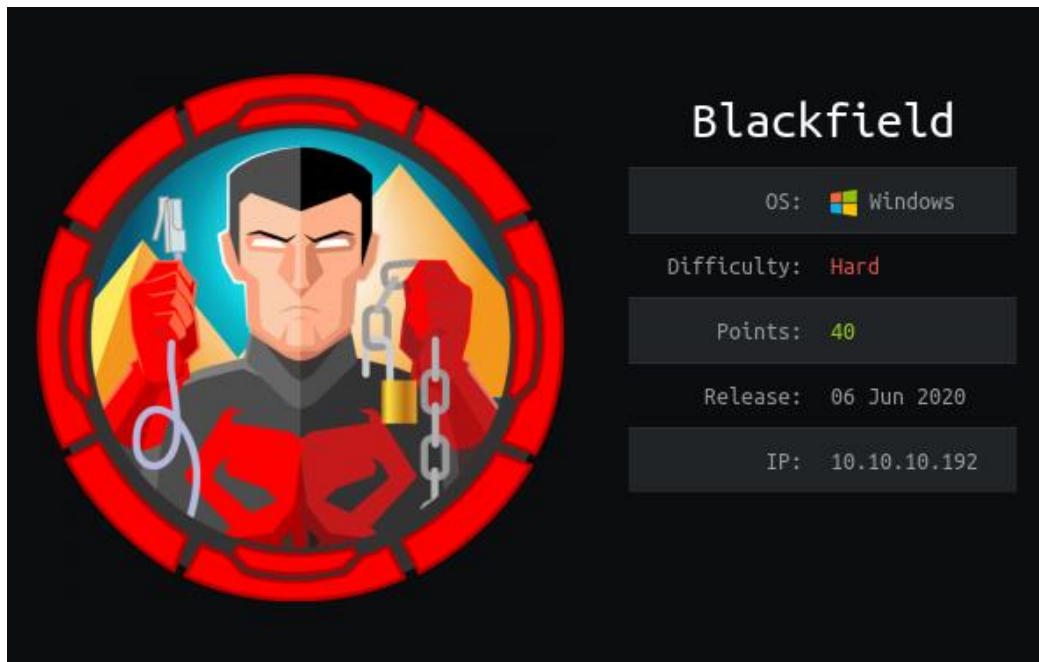 Blackfield
OS: Windows
Difficulty: Hard
Points: 40
Release: 06 Jun 2020
IP: 10.10.10.192